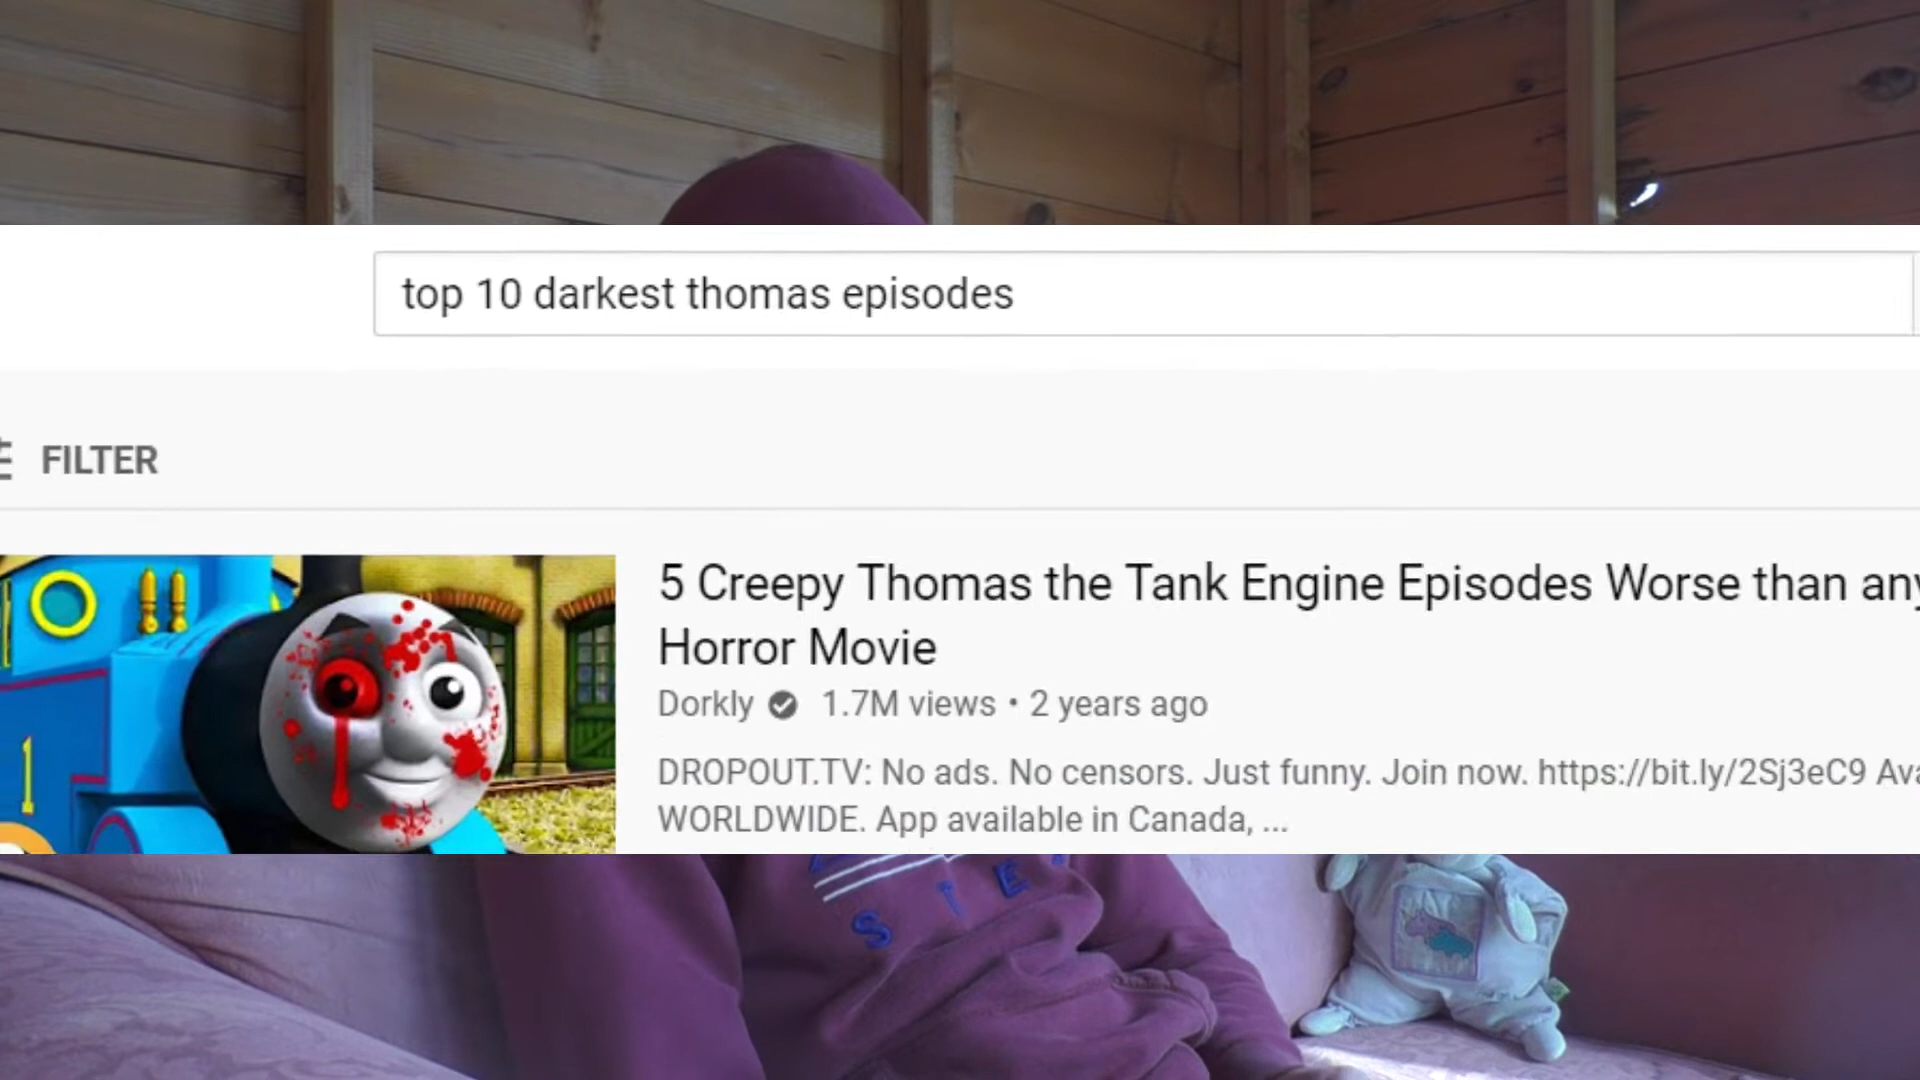 top 10 darkest thomas episodes
FILTER
5 Creepy Thomas the Tank Engine Episodes Worse than any
Horror Movie
Dorkly 1.7M views • 2 years ago
DROPOUT.TV: No ads. No censors. Just funny. Join now. https://bit.ly/2Sj3eC9
WORLDWIDE. App available in Canada, ...
1
S T E